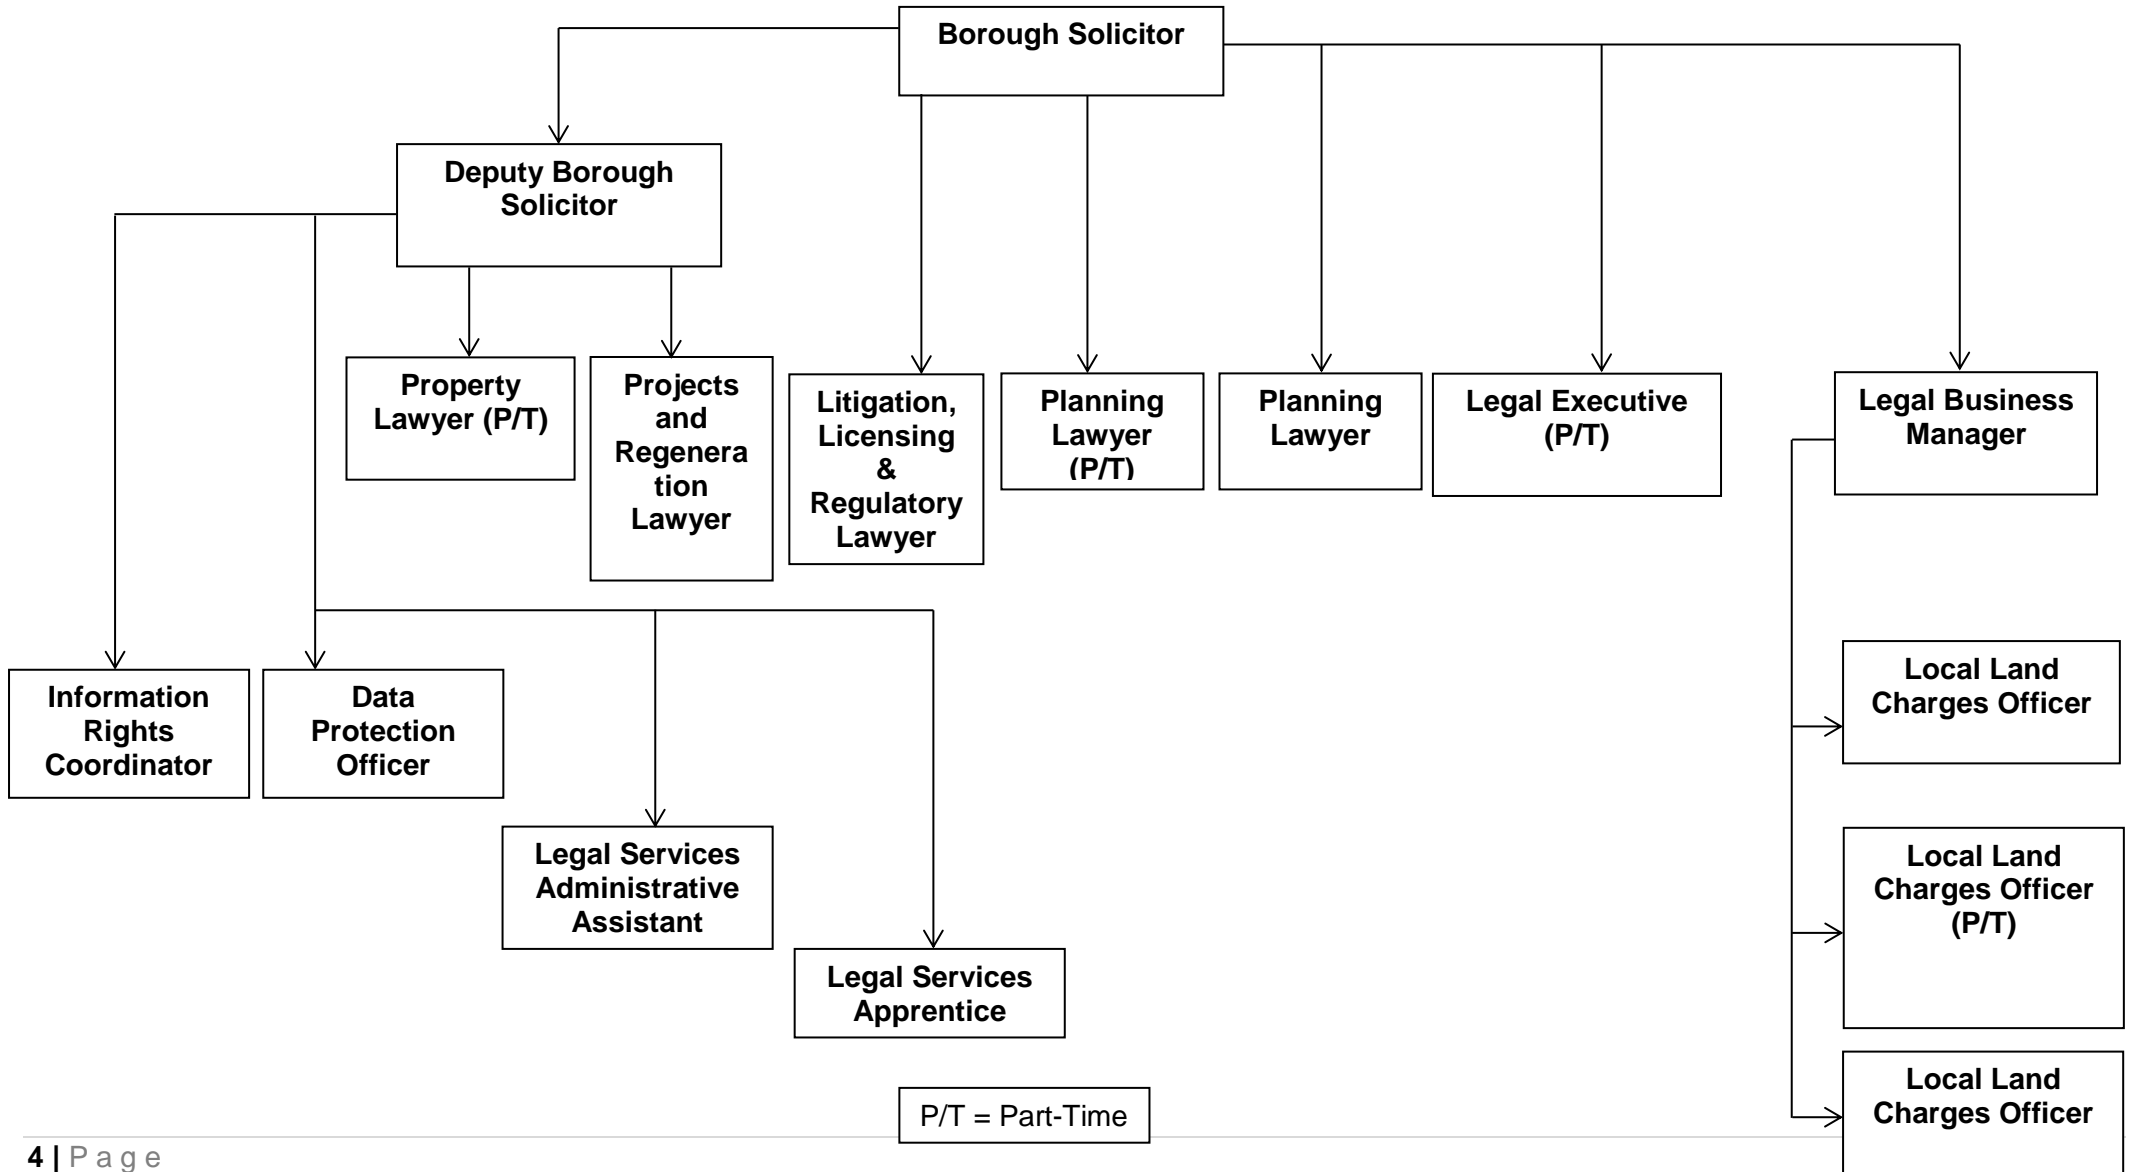 Borough Solicitor
Deputy Borough
Solicitor
Property
Lawyer (P/T)
Projects
and
Regenera
tion
Lawyer
Litigation,
Licensing
&
Regulatory
Lawyer
Planning
Lawyer
(P/T)
Planning
Lawyer
Legal Executive
(P/T)
Legal Business
Manager
Information
Rights
Coordinator
Data
Protection
Officer
Legal Services
Administrative
Assistant
Legal Services
Apprentice
Local Land
Charges Officer
Local Land
Charges Officer
(P/T)
Local Land
Charges Officer
P/T = Part-Time
4 | Page